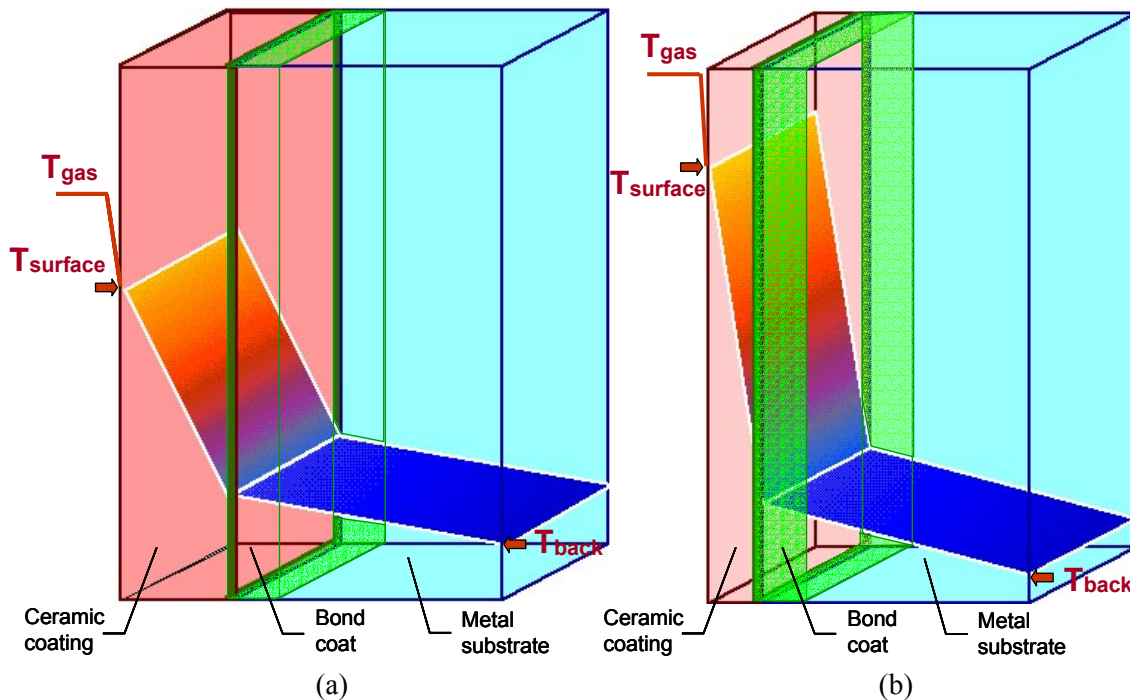 Tgas
Tsurface
Tback
Ceramic
coating
Bond
coat
Metal
substrate
(a)
Tgas
Tsurface
Tback
Ceramic
coating
Bond
coat
Metal
substrate
(b)